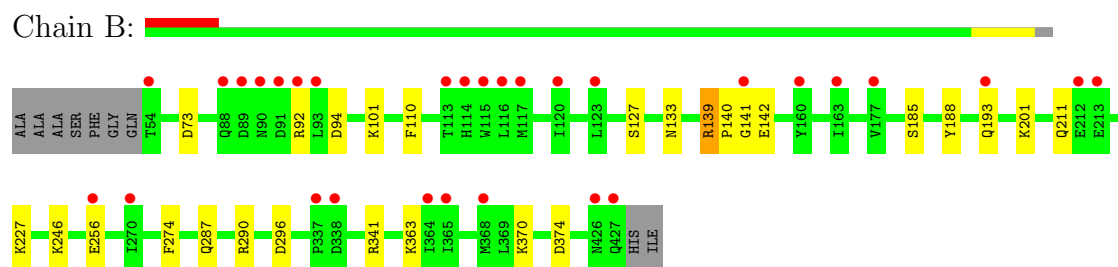 Chain B:
ALA ALA ALA SER PHE GLY GLN T54 D73 Q88 D89 N90 D91 R92 L93 D94 K101 F110 T113 H114 W115 L116 M117 I120 L123 S127 N133 R139 P140 G141 E142 Y160 I163 V177 S185 Y188 Q193 K201 Q211 E212 E213
K227 K246 E256 I270 F274 Q287 R290 D296 P337 D338 R341 K363 I364 I365 M368 L369 K370 D374 N426 Q427 HIS ILE